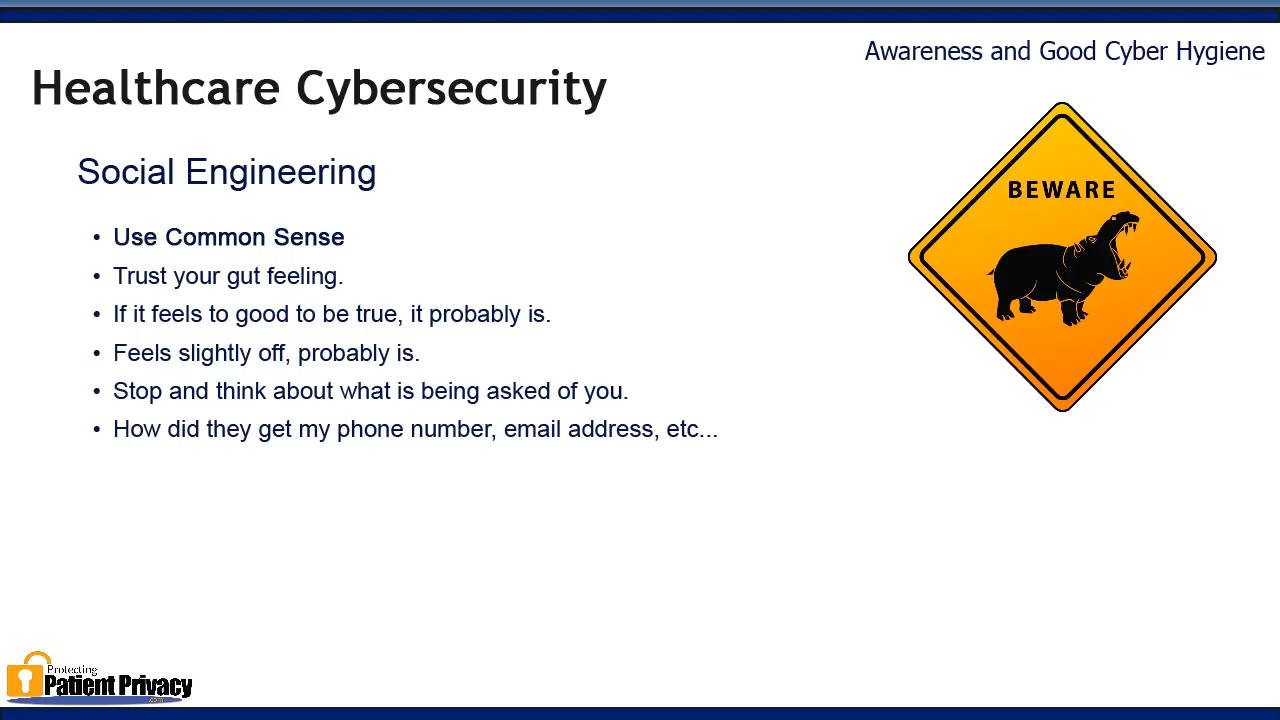 Awareness and Good Cyber Hygiene
Healthcare Cybersecurity
Social Engineering
• Use Common Sense
• Trust your gut feeling.
• If it feels to good to be true, it probably is.
• Feels slightly off, probably is.
• Stop and think about what is being asked of you.
• How did they get my phone number, email address, etc...
BEWARE
Protecting
Patient Privacy
.com